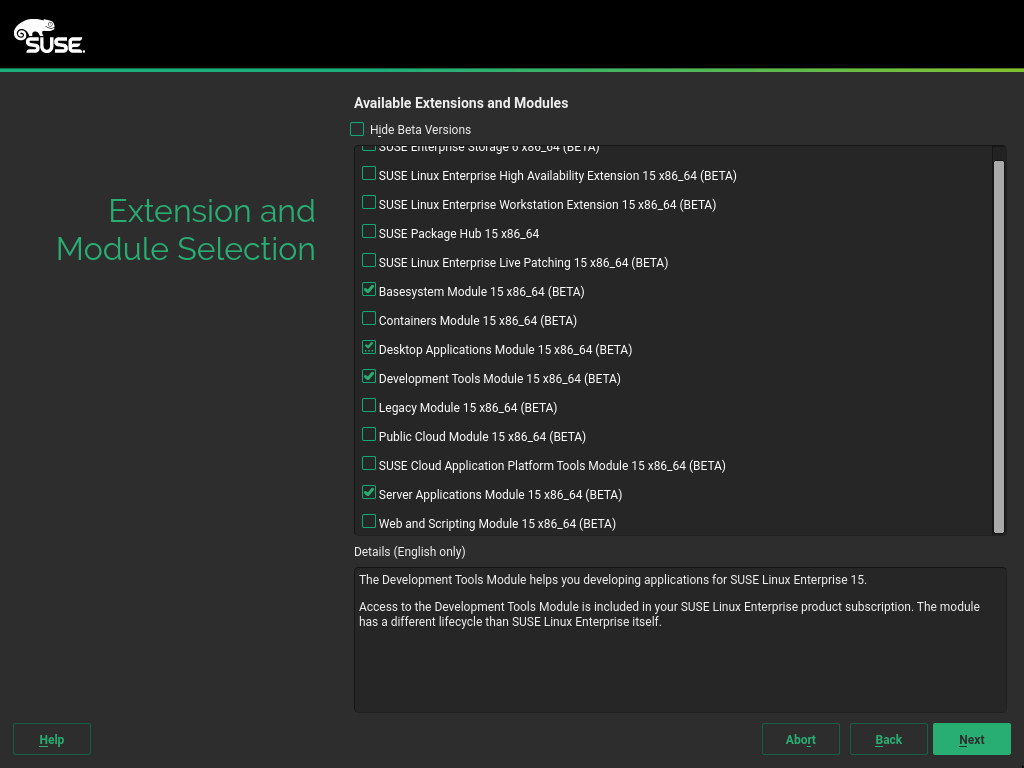 SUSE
Available Extensions and Modules
Hide Beta Versions
Extension and
Module Selection
SUSE Enterprise Storage 6 x86_64 (BETA)
SUSE Linux Enterprise High Availability Extension 15 x86_64 (BETA)
SUSE Linux Enterprise Workstation Extension 15 x86_64 (BETA)
SUSE Package Hub 15 x86_64
SUSE Linux Enterprise Live Patching 15 x86_64 (BETA)
Basesystem Module 15 x86_64 (BETA)
Containers Module 15 x86_64 (BETA)
Desktop Applications Module 15 x86_64 (BETA)
Development Tools Module 15 x86_64 (BETA)
Legacy Module 15 x86_64 (BETA)
Public Cloud Module 15 x86_64 (BETA)
SUSE Cloud Application Platform Tools Module 15 x86_64 (BETA)
Server Applications Module 15 x86_64 (BETA)
Web and Scripting Module 15 x86_64 (BETA)
Details (English only)
The Development Tools Module helps you developing applications for SUSE Linux Enterprise 15.
Access to the Development Tools Module is included in your SUSE Linux Enterprise product subscription. The module
has a different lifecycle than SUSE Linux Enterprise itself.
Help
Abort
Back
Next